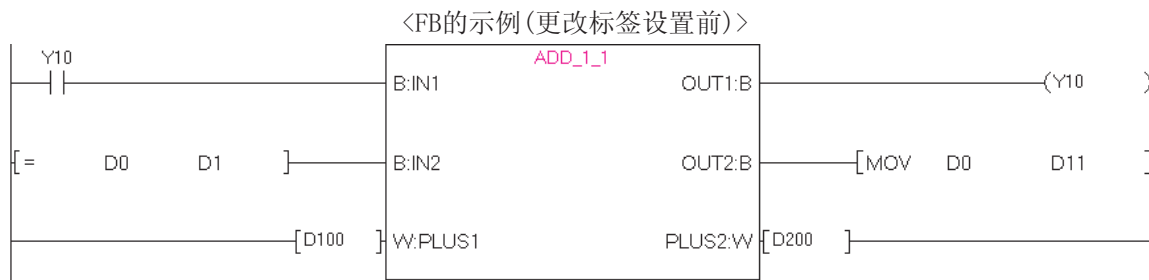 <FB的示例(更改标签设置前)>
Y10
ADD_1_1
B:IN1 OUT1:B (Y10 )
[= D0 D1 ] B:IN2 OUT2:B [MOV D0 D11 ]
[D100 ] W:PLUS1 PLUS2:W [D200 ]